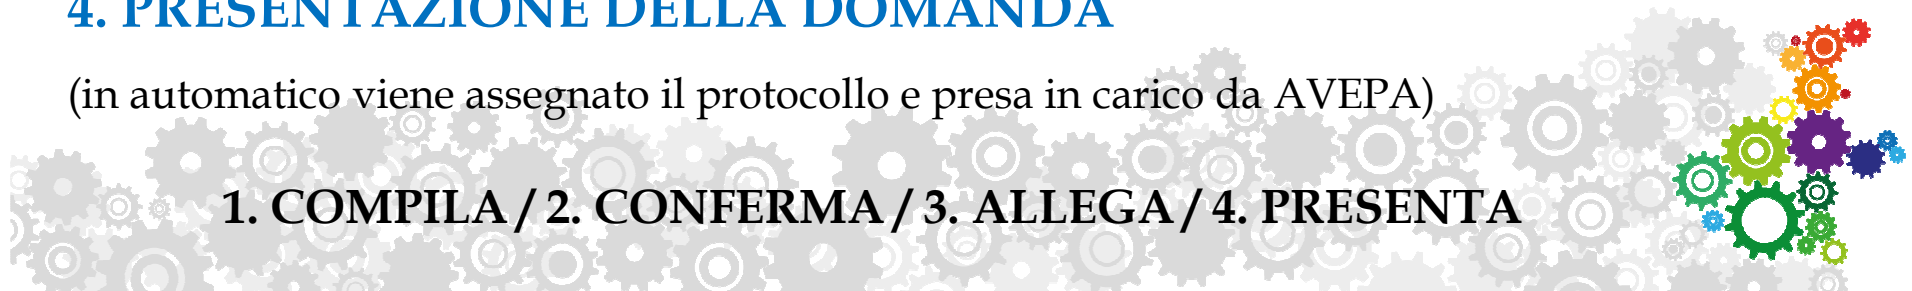 4. PRESENTAZIONE DELLA DOMANDA
(in automatico viene assegnato il protocollo e presa in carico da AVEPA)
1. COMPILA / 2. CONFERMA / 3. ALLEGA / 4. PRESENTA